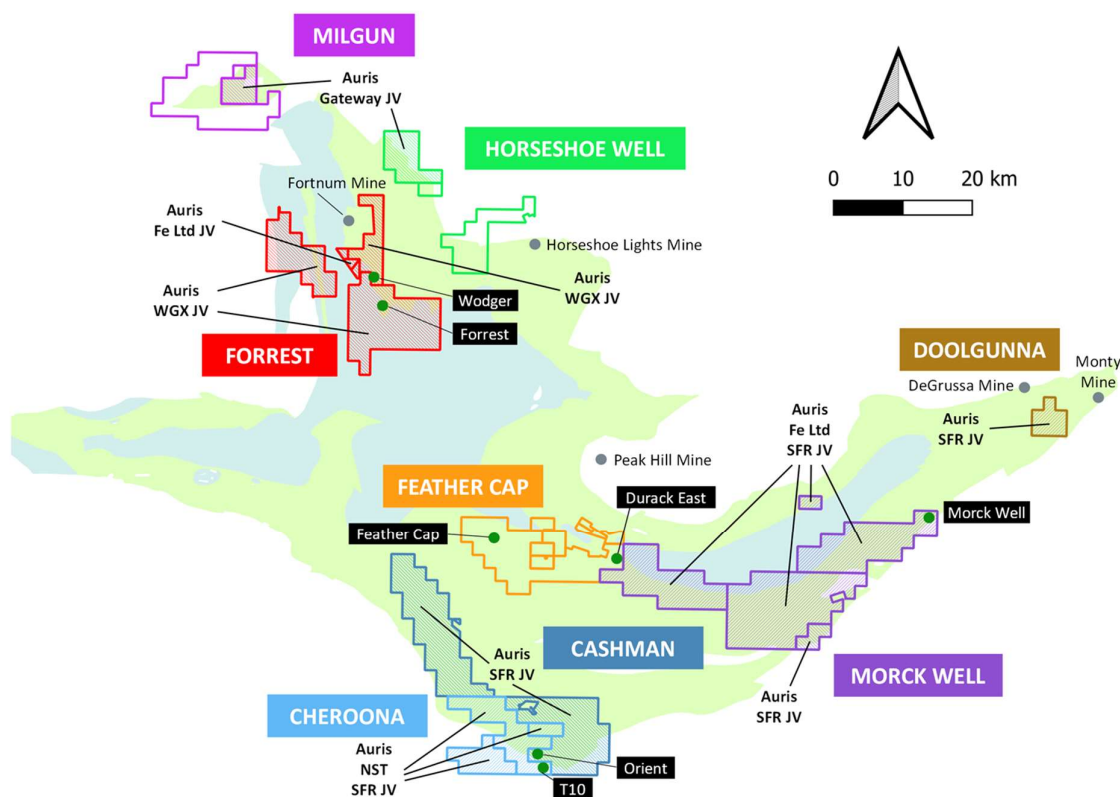 MILGUN
Auris
Gateway JV
HORSESHOE WELL
0 10 20 km
Fortnum Mine
Auris
Fe Ltd JV
Horseshoe Lights Mine
Auris
WGX JV
Auris
WGX JV
Wodger
Forrest
FORREST
DOOLGUNNA
Monty
Mine
DeGrussa Mine
Auris
Fe Ltd
SFR JV
Auris
SFR JV
Peak Hill Mine
FEATHER CAP
Durack East
Morck Well
Feather Cap
CASHMAN
Auris
SFR JV
MORCK WELL
Auris
SFR JV
CHEROONA
Auris
NST
SFR JV
Orient
T10